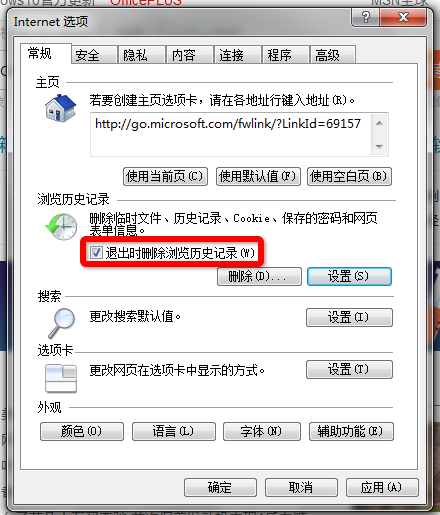 OfficePLUS
MSN全球
Internet 选项
常规 安全 隐私 内容 连接 程序 高级
主页
若要创建主页选项卡，请在各地址行键入地址(R)。
http://go.microsoft.com/fwlink/?LinkId=69157
使用当前页(C) 使用默认值(F) 使用空白页(B)
浏览历史记录
删除临时文件、历史记录、Cookie、保存的密码和网页
表单信息。
退出时删除浏览历史记录(W)
删除(D)... 设置(S)
搜索
更改搜索默认值。 设置(I)
选项卡
更改网页在选项卡中显示的方式。 设置(T)
外观
颜色(O) 语言(L) 字体(N) 辅助功能(E)
确定 取消 应用(A)